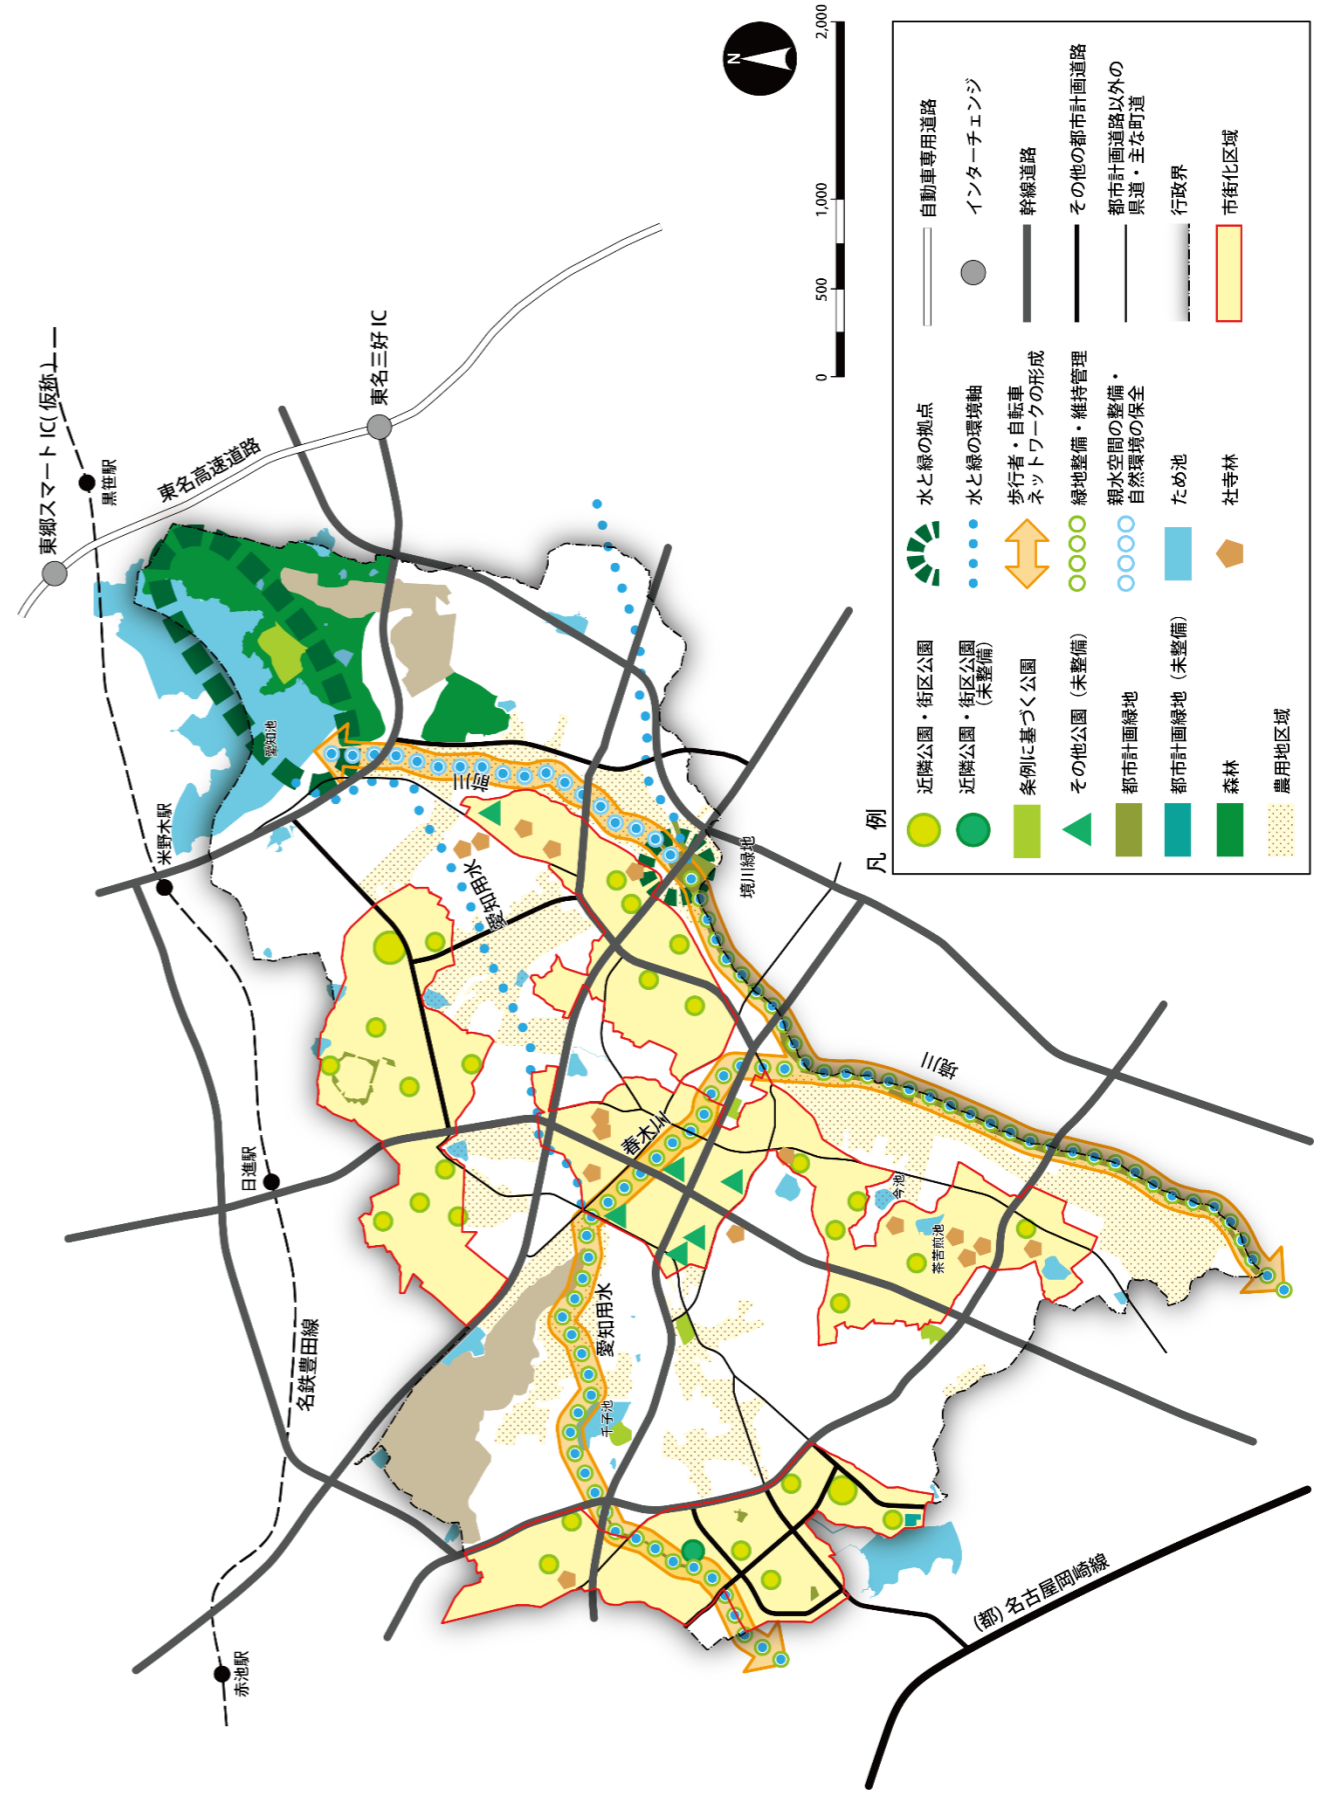 東郷スマートIC(仮称)
黒笹駅
東名高速道路
東名三好IC
米野木駅
愛知池
境川
愛知用水
境川緑地
日進駅
春木川
境川
今池
茶苦煎池
名鉄豊田線
愛知用水
千子池
赤池駅
(都)名古屋岡崎線
N
0
500
1,000
2,000
凡　例
近隣公園・街区公園
近隣公園・街区公園
(未整備)
条例に基づく公園
その他公園(未整備)
都市計画緑地
都市計画緑地(未整備)
森林
農用地区域
水と緑の拠点
水と緑の環境軸
歩行者・自転車
ネットワークの形成
緑地整備・維持管理
親水空間の整備・
自然環境の保全
ため池
社寺林
自動車専用道路
インターチェンジ
幹線道路
その他の都市計画道路
都市計画道路以外の
県道・主な町道
行政界
市街化区域